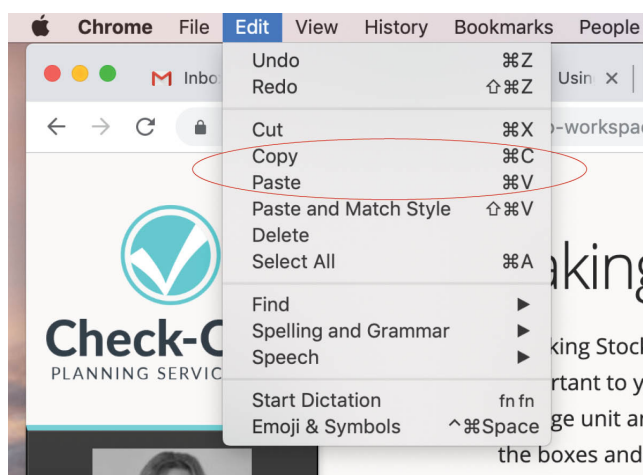 Chrome File Edit View History Bookmarks People
Inbo Usin
Undo ⌘Z
Redo ⇧⌘Z
Cut ⌘X
Copy ⌘C
Paste ⌘V
Paste and Match Style ⇧⌘V
Delete
Select All ⌘A
Find
Spelling and Grammar
Speech
Start Dictation fn fn
Emoji & Symbols ^⌘Space
o-workspa
Check-C
PLANNING SERVIC
aking
king Stock
rtant to y
ge unit an
the boxes and